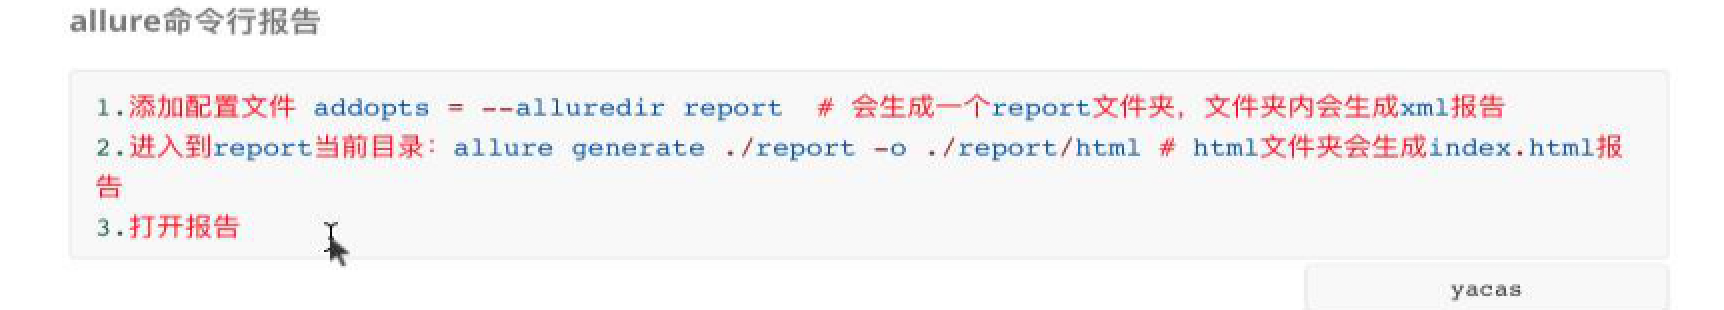 allure命令行报告
1.添加配置文件 addopts = --alluredir report  # 会生成一个report文件夹，文件夹内会生成xml报告
2.进入到report当前目录：allure generate ./report -o ./report/html # html文件夹会生成index.html报
告
3.打开报告
yacas